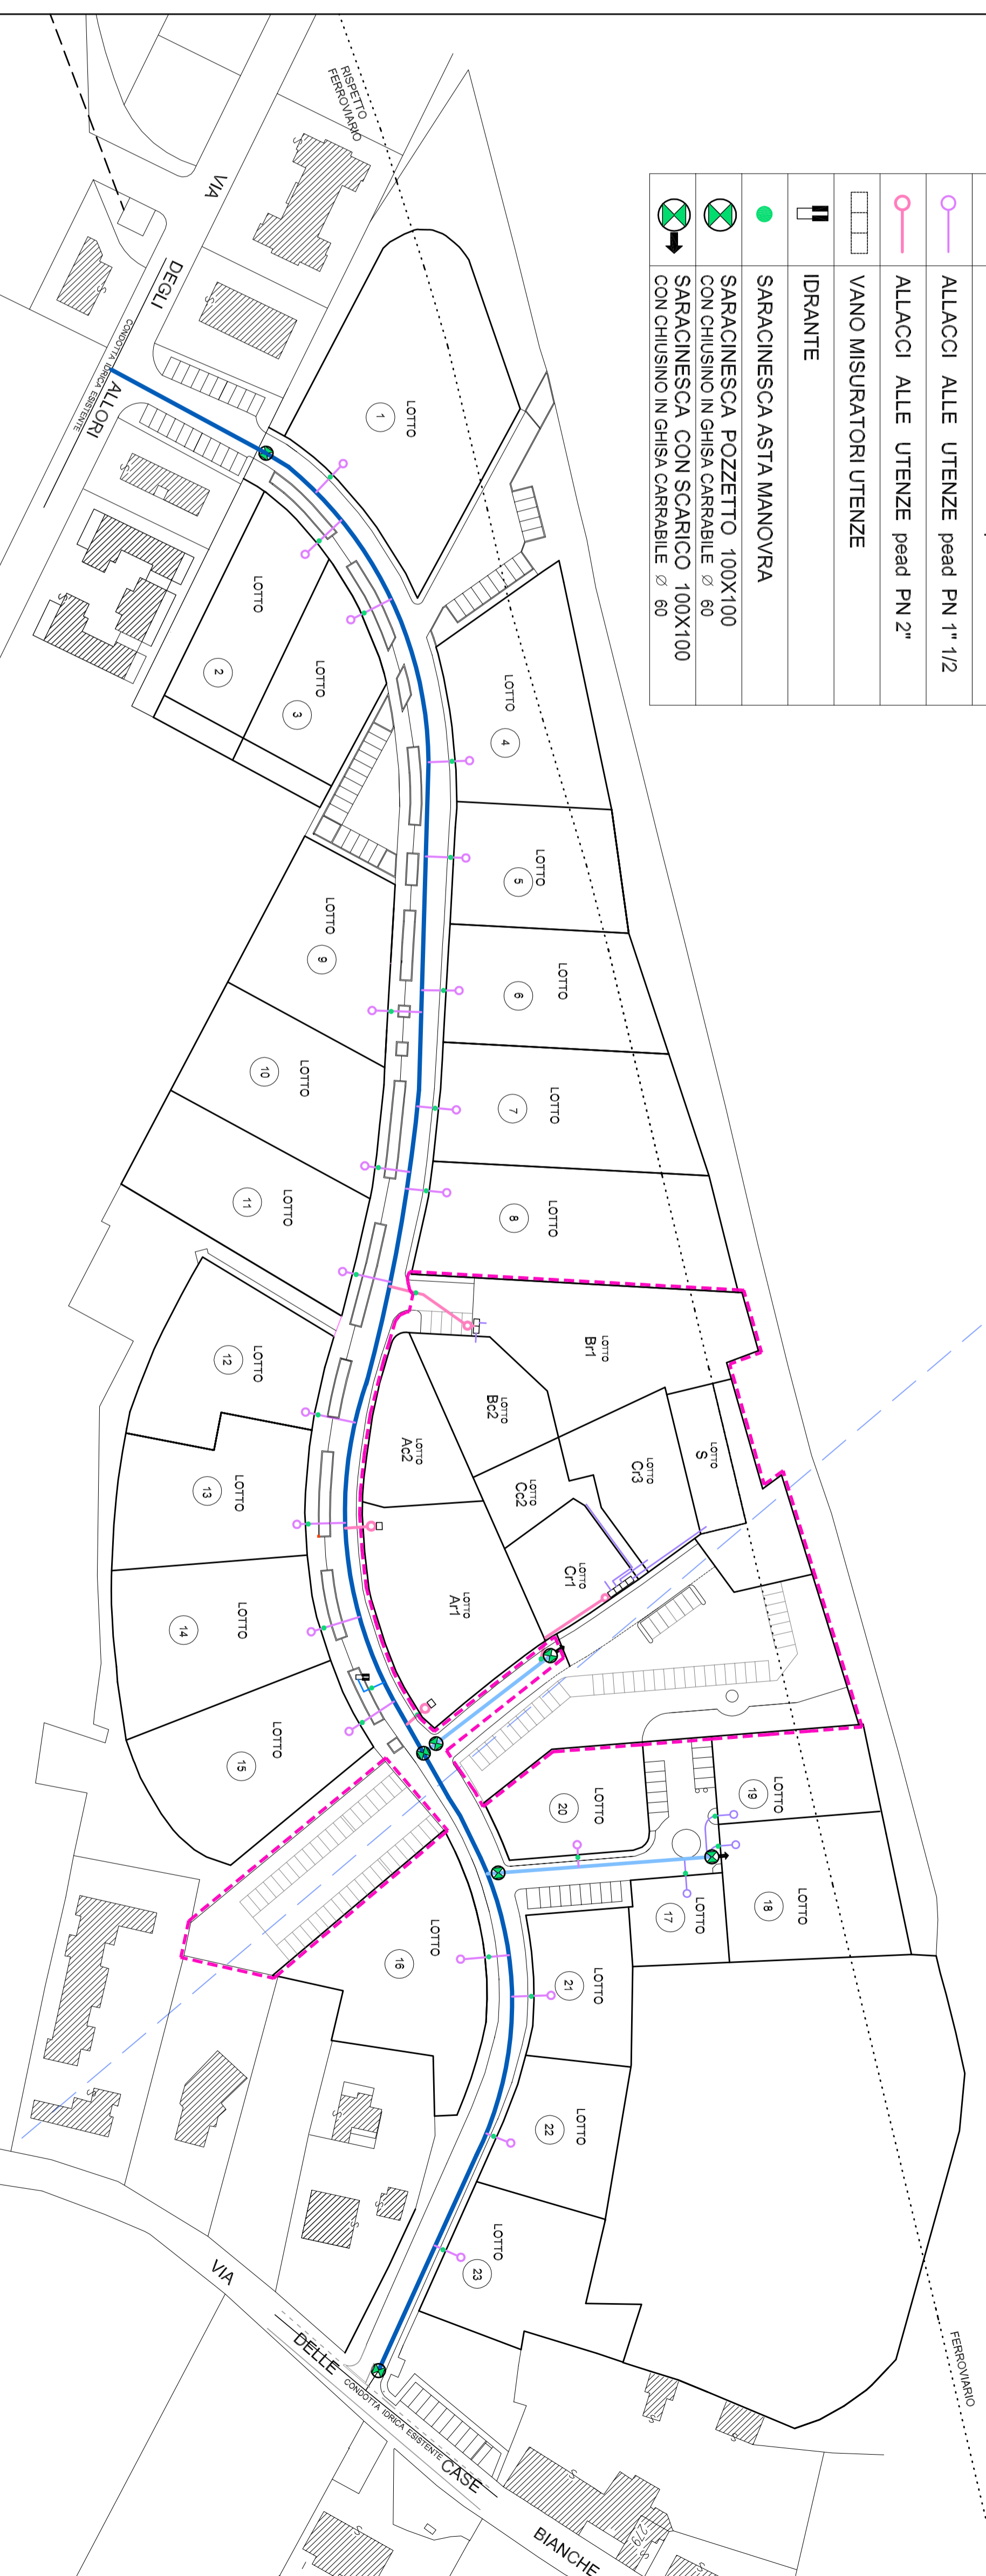 ALLACCI ALLE UTENZE pead PN 1" 1/2
ALLACCI ALLE UTENZE pead PN 2"
VANO MISURATORI UTENZE
IDRANTE
SARACINESCA ASTA MANOVRA
SARACINESCA POZZETTO 100X100
CON CHIUSINO IN GHISA CARRABILE ∅ 60
SARACINESCA CON SCARICO 100X100
CON CHIUSINO IN GHISA CARRABILE ∅ 60
RISPETTO
FERROVIARIO
VIA
DEGLI
ALLORI
CONDOTTA IDRICA ESISTENTE
LOTTO
1
LOTTO
2
LOTTO
3
LOTTO
4
LOTTO
5
LOTTO
6
LOTTO
7
LOTTO
8
LOTTO
9
LOTTO
10
LOTTO
11
LOTTO
12
LOTTO
13
LOTTO
14
LOTTO
15
LOTTO
Br1
LOTTO
Bc2
LOTTO
Ac2
LOTTO
S
LOTTO
Cr3
LOTTO
Cc2
LOTTO
Cr1
LOTTO
Ar1
LOTTO
16
LOTTO
17
LOTTO
18
LOTTO
19
LOTTO
20
LOTTO
21
LOTTO
22
LOTTO
23
FERROVIARIO
VIA
DELLE
CASE
BIANCHE
CONDOTTA IDRICA ESISTENTE
279